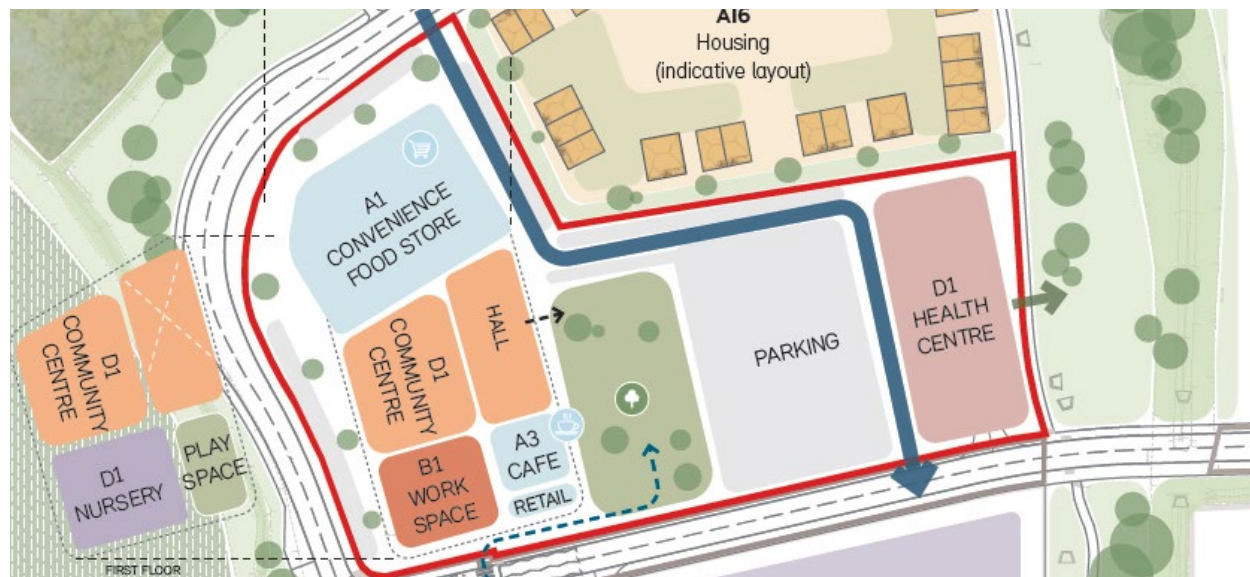 A16
Housing
(indicative layout)
A1
CONVENIENCE
FOOD STORE
HALL
D1
COMMUNITY
CENTRE
D1
COMMUNITY
CENTRE
D1
HEALTH
CENTRE
PARKING
PLAY
SPACE
D1
NURSERY
B1
WORK
SPACE
A3
CAFE
RETAIL
FIRST FLOOR